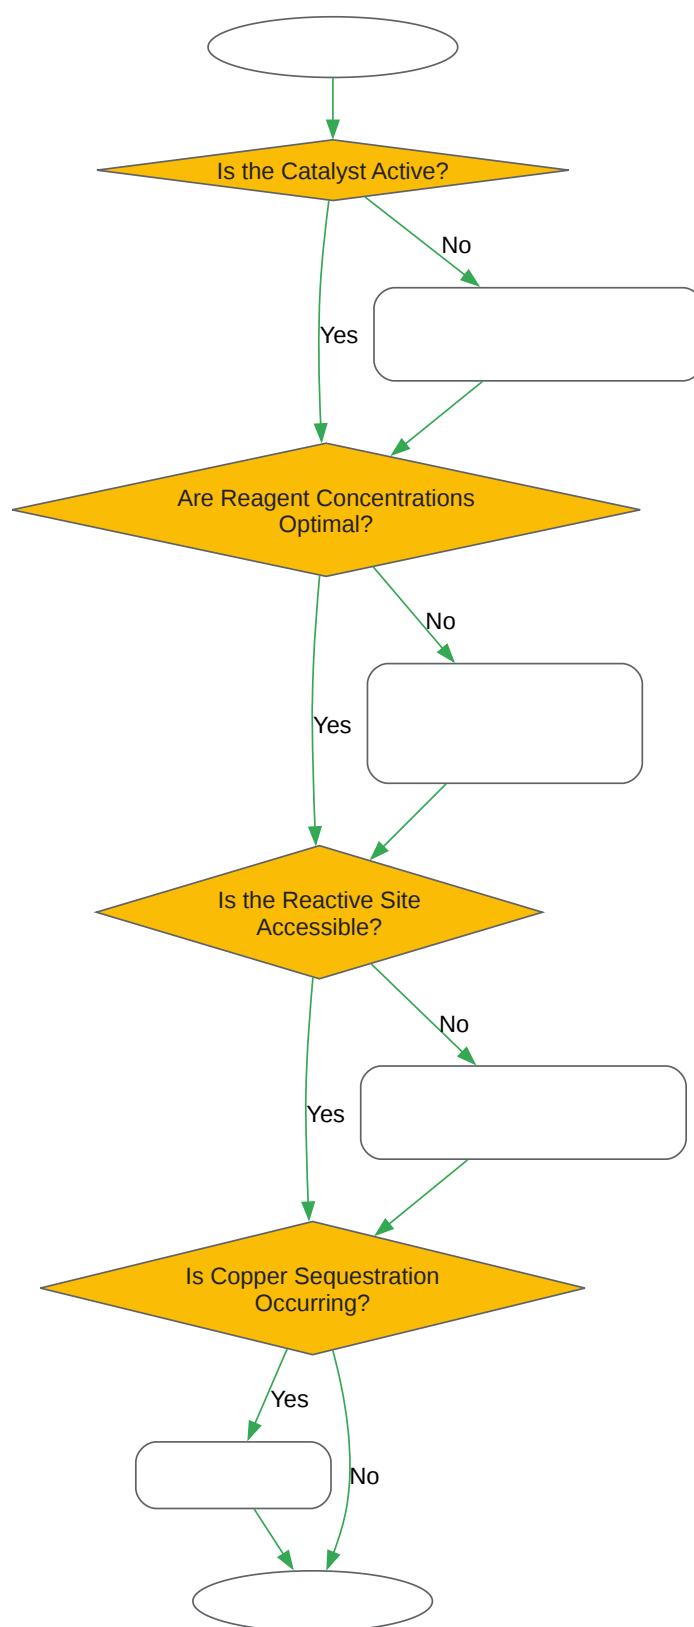 Is the Catalyst Active?
No
Yes
Are Reagent Concentrations
Optimal?
No
Yes
Is the Reactive Site
Accessible?
No
Yes
Is Copper Sequestration
Occurring?
Yes
No